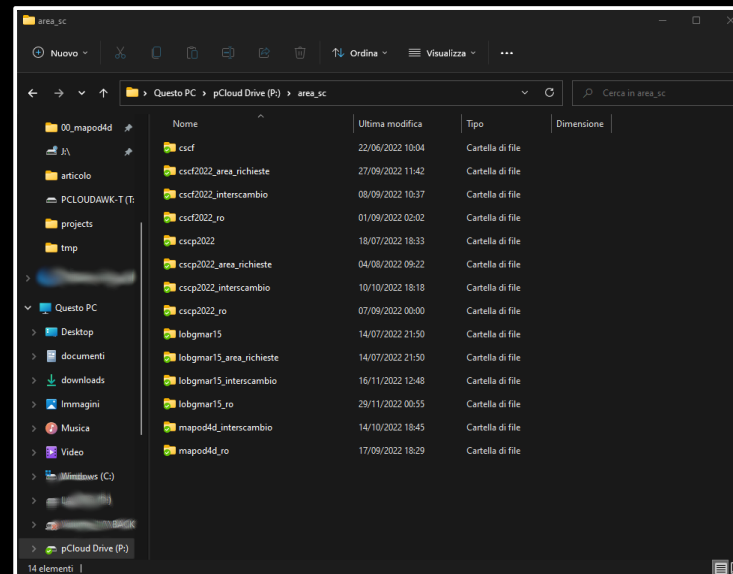 area_sc
Nuovo Ordina Visualizza
Questo PC > pCloud Drive (P:) > area_sc Cerca in area_sc
Nome Ultima modifica Tipo Dimensione
00_mapod4d
J:\
articolo
PCLOUDAWK-T (T:
projects
tmp
Questo PC
Desktop
documenti
downloads
Immagini
Musica
Video
Windows (C:)
BACK
pCloud Drive (P:)
cscf 22/06/2022 10:04 Cartella di file
cscf2022_area_richieste 27/09/2022 11:42 Cartella di file
cscf2022_interscambio 08/09/2022 10:37 Cartella di file
cscf2022_ro 01/09/2022 02:02 Cartella di file
cscp2022 18/07/2022 18:33 Cartella di file
cscp2022_area_richieste 04/08/2022 09:22 Cartella di file
cscp2022_interscambio 10/10/2022 18:18 Cartella di file
cscp2022_ro 07/09/2022 00:00 Cartella di file
lobgmar15 14/07/2022 21:50 Cartella di file
lobgmar15_area_richieste 14/07/2022 21:50 Cartella di file
lobgmar15_interscambio 16/11/2022 12:48 Cartella di file
lobgmar15_ro 29/11/2022 00:55 Cartella di file
mapod4d_interscambio 14/10/2022 18:45 Cartella di file
mapod4d_ro 17/09/2022 18:29 Cartella di file
14 elementi